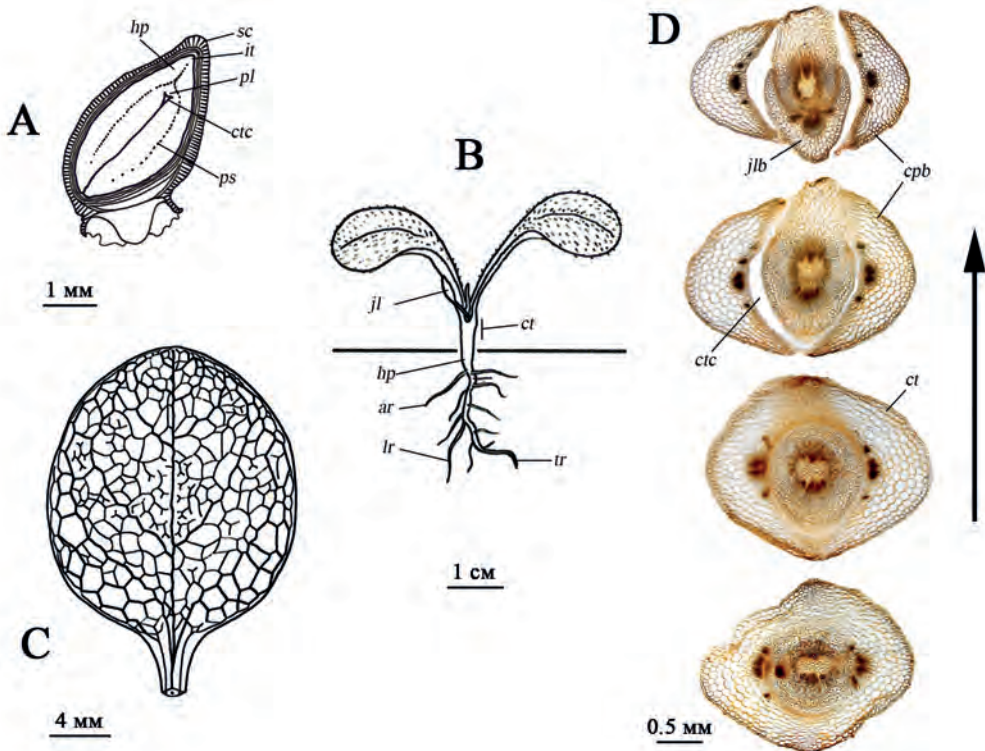 A
hp
sc
it
pl
ctc
ps
1 мм
B
jl
ct
hp
ar
lr
tr
1 см
C
4 мм
D
jlb
cpb
ctc
ct
0.5 мм